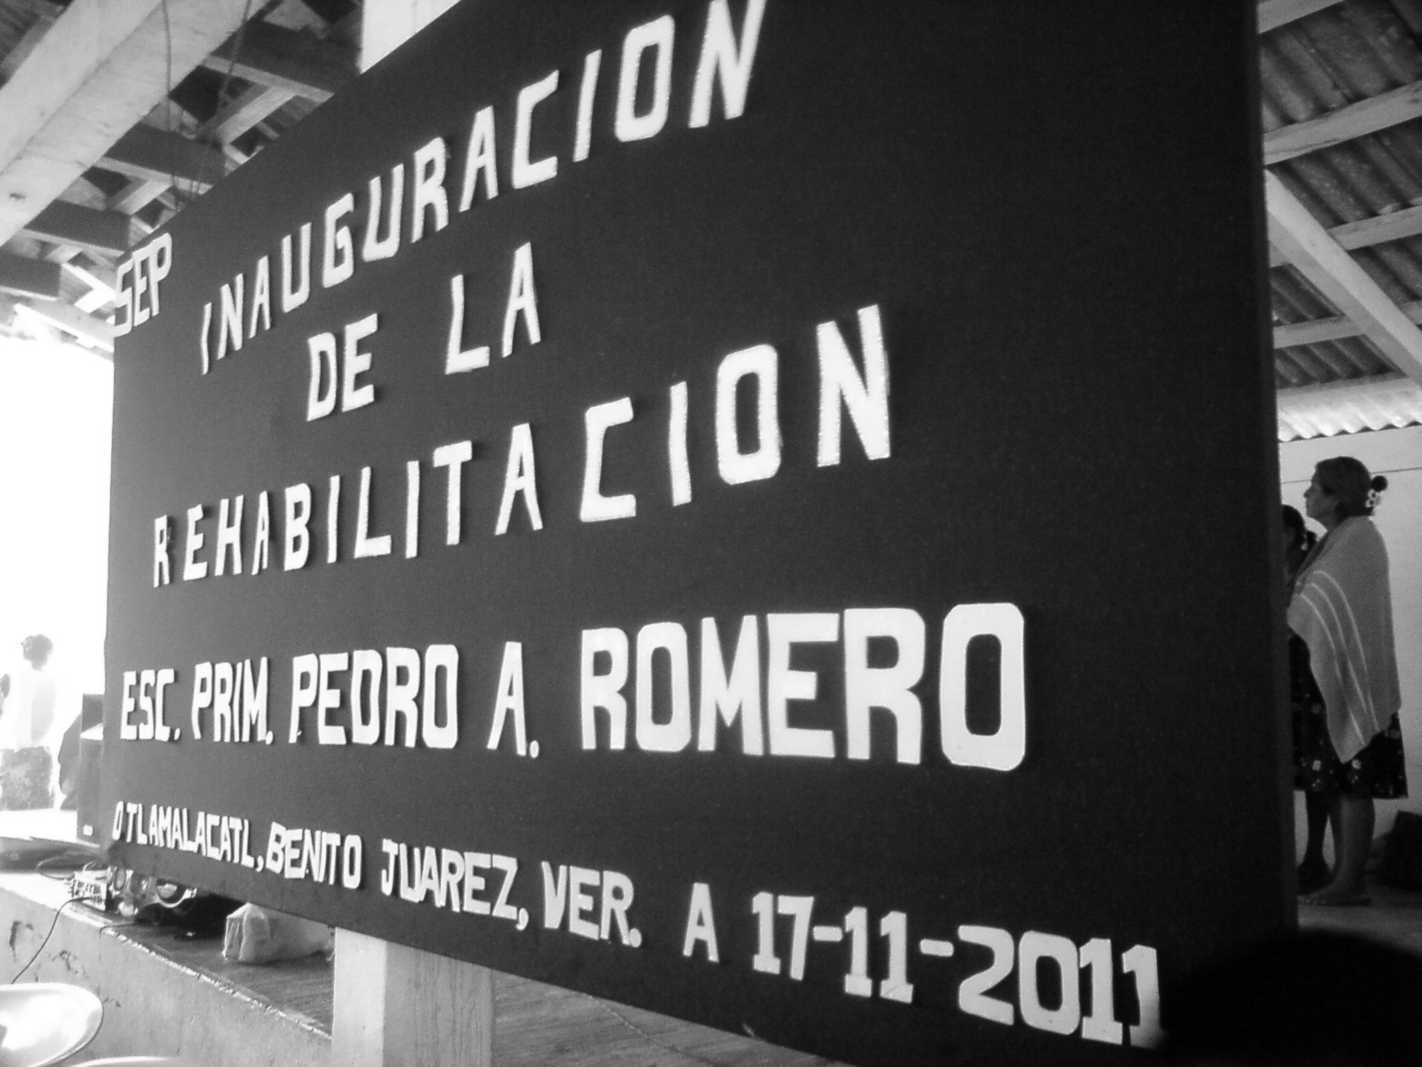 SEP
INAUGURACION
DE LA
REHABILITACION
ESC. PRIM. PEDRO A. ROMERO
OTLAMALACATL, BENITO JUAREZ, VER. A 17-11-2011